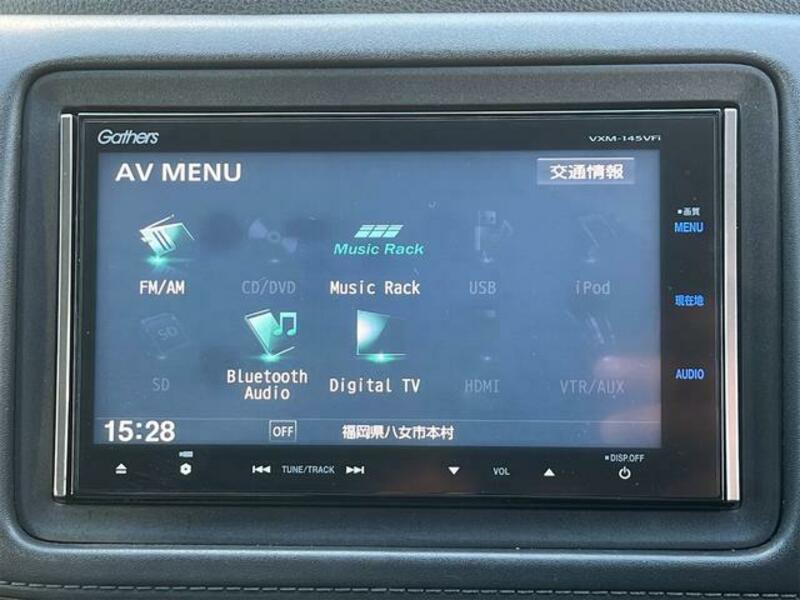 Gathers
VXM-145VFi
AV MENU
交通情報
■画質
MENU
FM/AM
CD/DVD
Music Rack
Music Rack
USB
iPod
現在地
SD
SD
Bluetooth
Audio
Digital TV
HDMI
VTR/AUX
AUDIO
15:28
OFF
福岡県八女市本村
TUNE/TRACK
VOL
■DISP.OFF